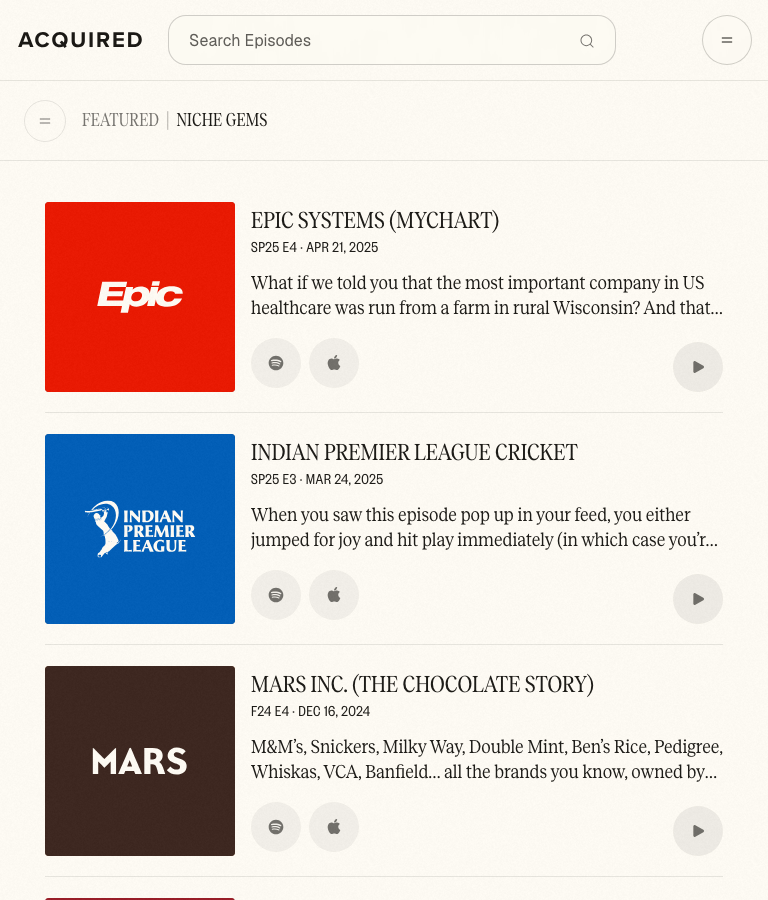 ACQUIRED
Search Episodes
FEATURED | NICHE GEMS
Epic
EPIC SYSTEMS (MYCHART)
SP25 E4 · APR 21, 2025
What if we told you that the most important company in US
healthcare was run from a farm in rural Wisconsin? And that...
INDIAN
PREMIER
LEAGUE
INDIAN PREMIER LEAGUE CRICKET
SP25 E3 · MAR 24, 2025
When you saw this episode pop up in your feed, you either
jumped for joy and hit play immediately (in which case you’r...
MARS
MARS INC. (THE CHOCOLATE STORY)
F24 E4 · DEC 16, 2024
M&M’s, Snickers, Milky Way, Double Mint, Ben’s Rice, Pedigree,
Whiskas, VCA, Banfield... all the brands you know, owned by...